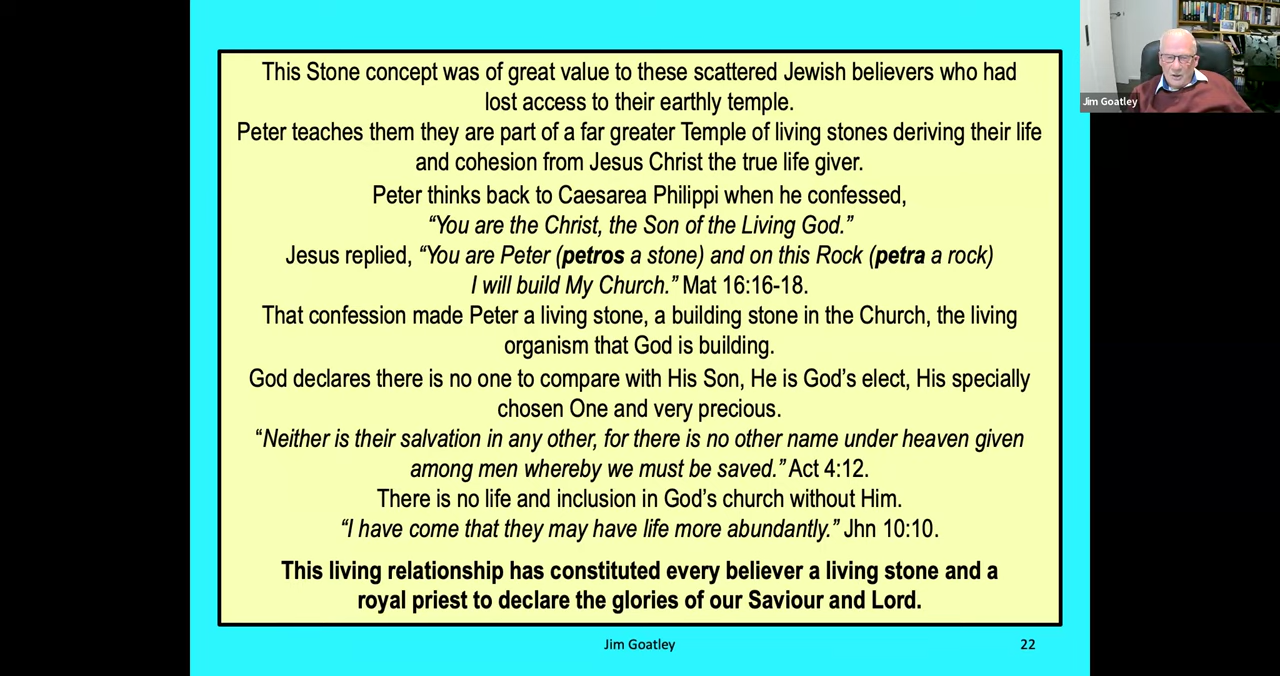 This Stone concept was of great value to these scattered Jewish believers who had
lost access to their earthly temple.
Peter teaches them they are part of a far greater Temple of living stones deriving their life
and cohesion from Jesus Christ the true life giver.
Peter thinks back to Caesarea Philippi when he confessed,
“You are the Christ, the Son of the Living God.”
Jesus replied, “You are Peter (petros a stone) and on this Rock (petra a rock)
I will build My Church.” Mat 16:16-18.
That confession made Peter a living stone, a building stone in the Church, the living
organism that God is building.
God declares there is no one to compare with His Son, He is God’s elect, His specially
chosen One and very precious.
“Neither is their salvation in any other, for there is no other name under heaven given
among men whereby we must be saved.” Act 4:12.
There is no life and inclusion in God’s church without Him.
“I have come that they may have life more abundantly.” Jhn 10:10.
This living relationship has constituted every believer a living stone and a
royal priest to declare the glories of our Saviour and Lord.
Jim Goatley
22
Jim Goatley